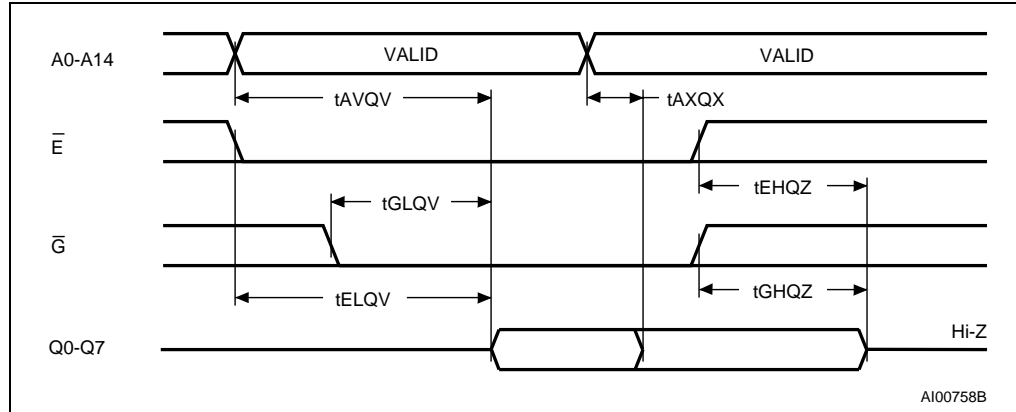 A0-A14
VALID
VALID
tAVQV
tAXQX
E̅
tEHQZ
tGLQV
G̅
tELQV
tGHQZ
Q0-Q7
Hi-Z
AI00758B